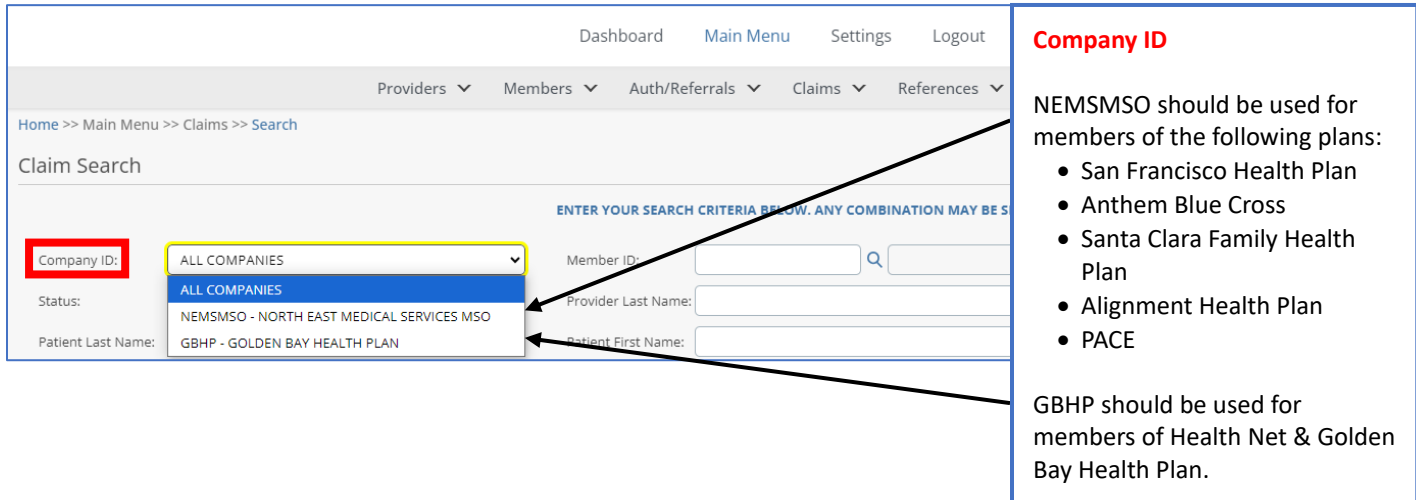 Dashboard Main Menu Settings Logout
Providers Members Auth/Referrals Claims References
Home >> Main Menu >> Claims >> Search
Claim Search
ENTER YOUR SEARCH CRITERIA BELOW. ANY COMBINATION MAY BE
Company ID:
ALL COMPANIES
Member ID:
ALL COMPANIES
Status:
Provider Last Name:
NEMSMSO - NORTH EAST MEDICAL SERVICES MSO
Patient Last Name:
GBHP - GOLDEN BAY HEALTH PLAN
Patient First Name:
Company ID
NEMSMSO should be used for
members of the following plans:
• San Francisco Health Plan
• Anthem Blue Cross
• Santa Clara Family Health
Plan
• Alignment Health Plan
• PACE
GBHP should be used for
members of Health Net & Golden
Bay Health Plan.